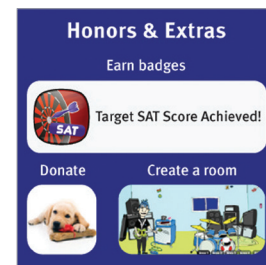 Honors & Extras
Earn badges
SAT
Target SAT Score Achieved!
Donate
Create a room